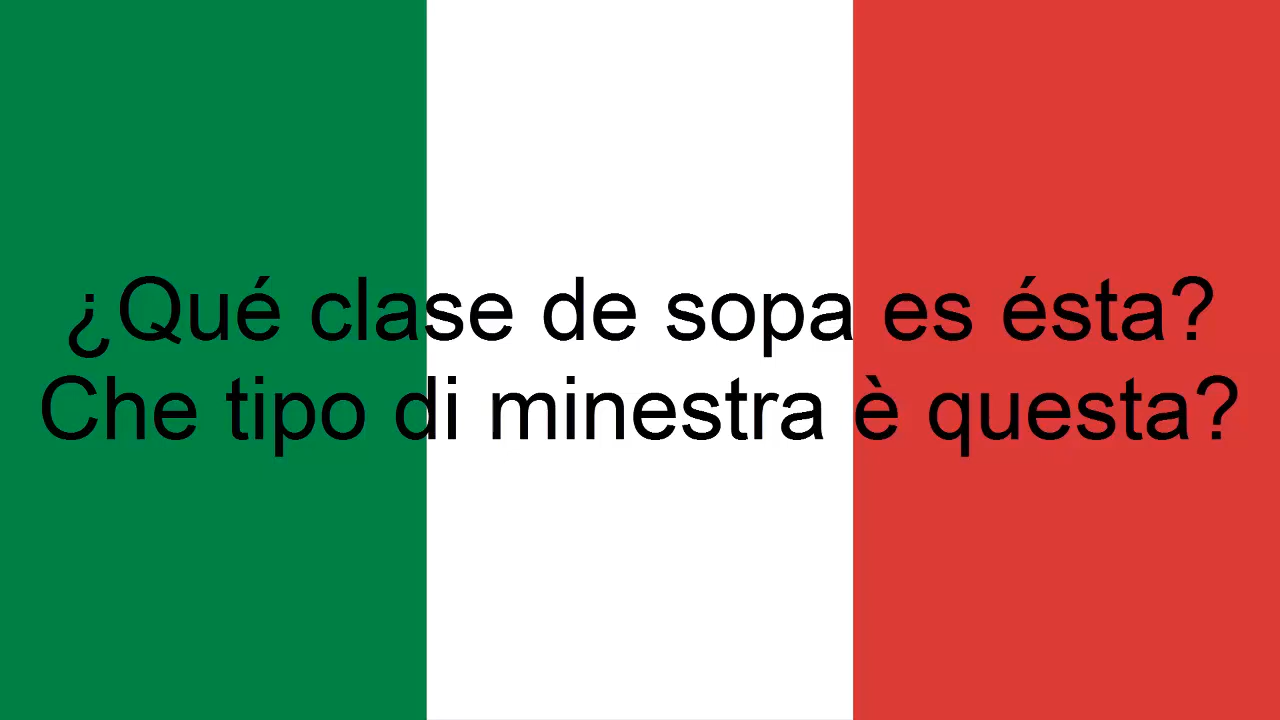 ¿Qué clase de sopa es ésta?
Che tipo di minestra è questa?